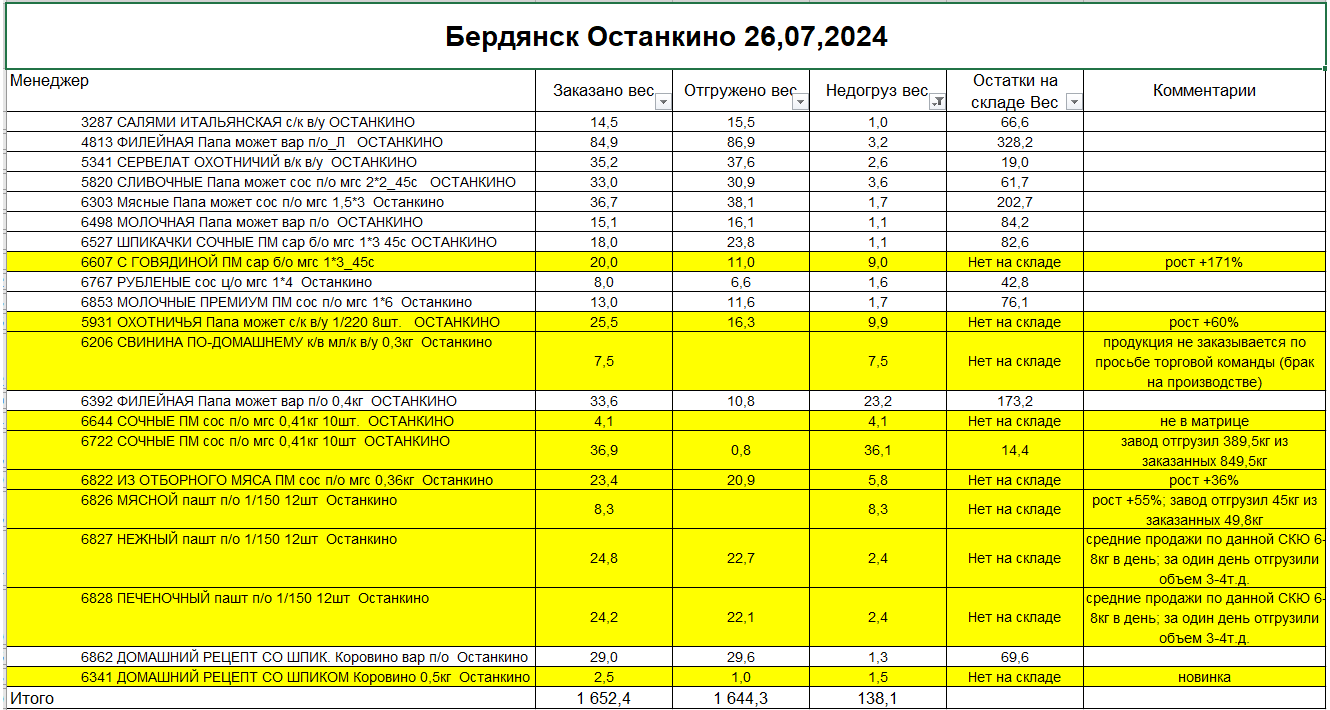 Бердянск Останкино 26,07,2024
Менеджер Заказано вес Отгружено вес Недогруз вес Остатки на склaде Вес Комментарии
3287 САЛЯМИ ИТАЛЬЯНСКАЯ с/к в/у ОСТАНКИНО 14,5 15,5 1,0 66,6
4813 ФИЛЕЙНАЯ Папа может вар п/о_Л ОСТАНКИНО 84,9 86,9 3,2 328,2
5341 СЕРВЕЛАТ ОХОТНИЧИЙ в/к в/у ОСТАНКИНО 35,2 37,6 2,6 19,0
5820 СЛИВОЧНЫЕ Папа может сос п/о мгс 2*2_45с ОСТАНКИНО 33,0 30,9 3,6 61,7
6303 Мясные Папа может сос п/о мгс 1,5*3 Останкино 36,7 38,1 1,7 202,7
6498 МОЛОЧНАЯ Папа может вар п/о ОСТАНКИНО 15,1 16,1 1,1 84,2
6527 ШПИКАЧКИ СОЧНЫЕ ПМ сар б/о мгс 1*3 45с ОСТАНКИНО 18,0 23,8 1,1 82,6
6607 С ГОВЯДИНОЙ ПМ сар б/о мгс 1*3_45с 20,0 11,0 9,0 Нет на складе рост +171%
6767 РУБЛЕНЫЕ сос ц/о мгс 1*4 Останкино 8,0 6,6 1,6 42,8
6853 МОЛОЧНЫЕ ПРЕМИУМ ПМ сос п/о мгс 1*6 Останкино 13,0 11,6 1,7 76,1
5931 ОХОТНИЧЬЯ Папа может с/к в/у 1/220 8шт. ОСТАНКИНО 25,5 16,3 9,9 Нет на складе рост +60%
6206 СВИНИНА ПО-ДОМАШНЕМУ к/в мл/к в/у 0,3кг Останкино 7,5 7,5 Нет на складе продукция не заказывается по
просьбе торговой команды (брак
на производстве)
6392 ФИЛЕЙНАЯ Папа может вар п/о 0,4кг ОСТАНКИНО 33,6 10,8 23,2 173,2
6644 СОЧНЫЕ ПМ сос п/о мгс 0,41кг 10шт. ОСТАНКИНО 4,1 4,1 Нет на складе не в матрице
6722 СОЧНЫЕ ПМ сос п/о мгс 0,41кг 10шт ОСТАНКИНО 36,9 0,8 36,1 14,4 завод отгрузил 389,5кг из
заказанных 849,5кг
6822 ИЗ ОТБОРНОГО МЯСА ПМ сос п/о мгс 0,36кг Останкино 23,4 20,9 5,8 Нет на складе рост +36%
6826 МЯСНОЙ пашт п/о 1/150 12шт Останкино 8,3 8,3 Нет на складе рост +55%; завод отгрузил 45кг из
заказанных 49,8кг
6827 НЕЖНЫЙ пашт п/о 1/150 12шт Останкино 24,8 22,7 2,4 Нет на складе средние продажи по данной СКЮ 6-
8кг в день; за один день отгрузили
объем 3-4т.д.
6828 ПЕЧЕНОЧНЫЙ пашт п/о 1/150 12шт Останкино 24,2 22,1 2,4 Нет на складе средние продажи по данной СКЮ 6-
8кг в день; за один день отгрузили
объем 3-4т.д.
6862 ДОМАШНИЙ РЕЦЕПТ СО ШПИК. Коровино вар п/о Останкино 29,0 29,6 1,3 69,6
6341 ДОМАШНИЙ РЕЦЕПТ СО ШПИКОМ Коровино 0,5кг Останкино 2,5 1,0 1,5 Нет на складе новинка
Итого 1 652,4 1 644,3 138,1